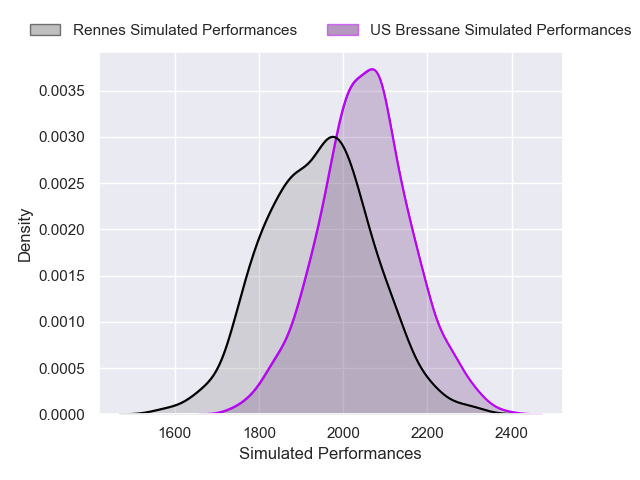 Rennes Simulated Performances
US Bressane Simulated Performances
0.0035
0.0030
0.0025
0.0020
0.0015
0.0010
0.0005
0.0000
Density
1600 1800 2000 2200 2400
Simulated Performances